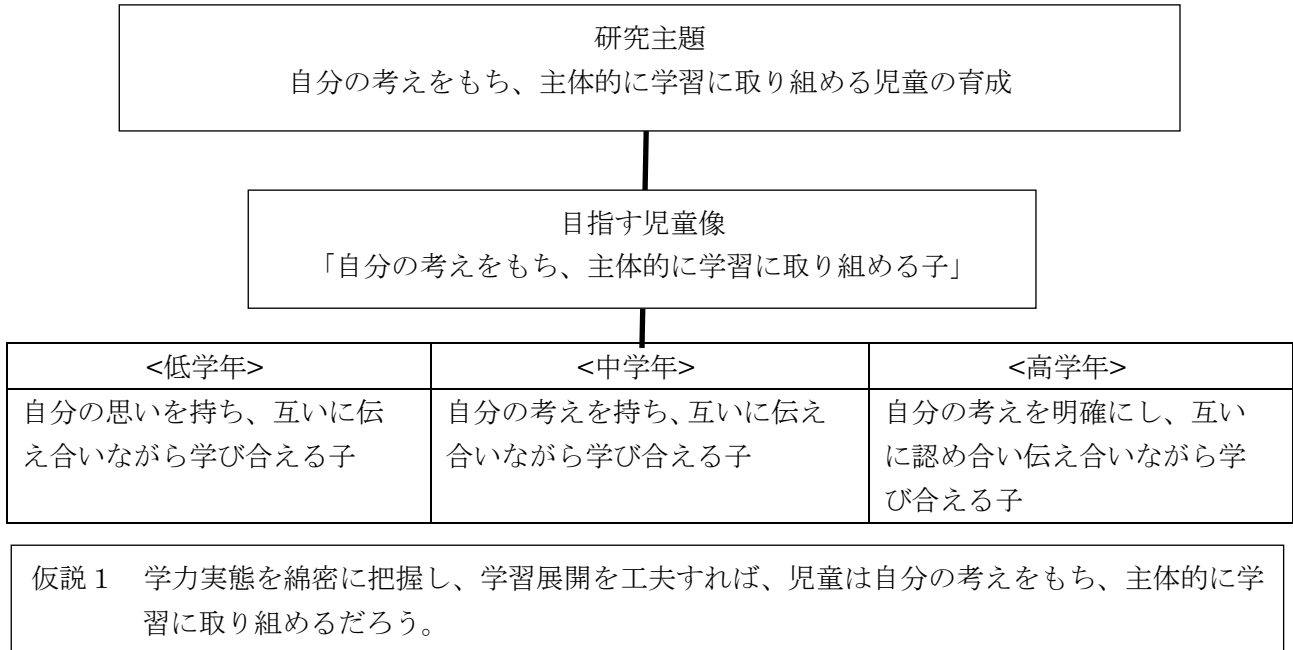 研究主題
自分の考えをもち、主体的に学習に取り組める児童の育成
目指す児童像
「自分の考えをもち、主体的に学習に取り組める子」
<低学年>
自分の思いを持ち、互いに伝
え合いながら学び合える子
<中学年>
自分の考えを持ち、互いに伝え
合いながら学び合える子
<高学年>
自分の考えを明確にし、互い
に認め合い伝え合いながら学
び合える子
仮説1 学力実態を綿密に把握し、学習展開を工夫すれば、児童は自分の考えをもち、主体的に学
習に取り組めるだろう。